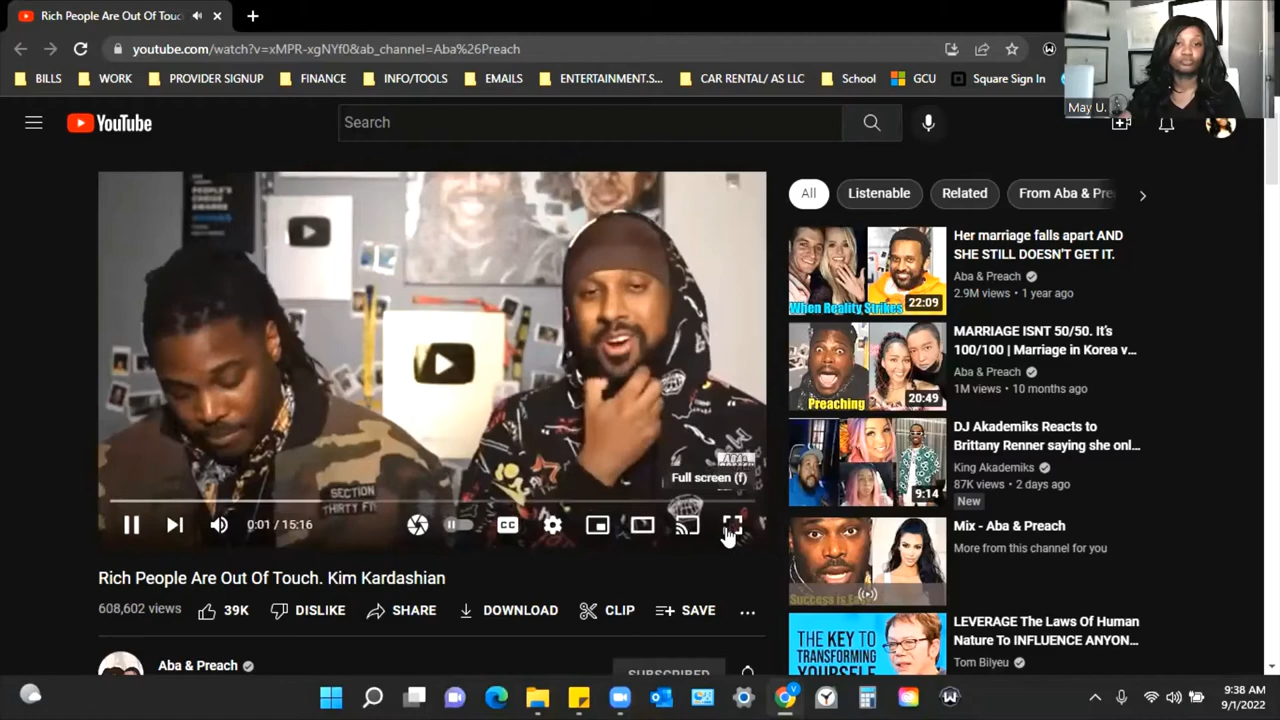 Rich People Are Out Of Touc
youtube.com/watch?v=xMPR-xgNYf0&ab_channel=Aba%26Preach
BILLS WORK PROVIDER SIGNUP FINANCE INFO/TOOLS EMAILS ENTERTAINMENT.S... CAR RENTAL/ AS LLC School GCU Square Sign In
May U.
YouTube
Search
All Listenable Related From Aba & Pre
PEOPLE'S
CHOICE
AWARDS
SECTION
THIRTY FI
Full screen (f)
0:01 / 15:16
CC
Rich People Are Out Of Touch. Kim Kardashian
608,602 views 39K DISLIKE SHARE DOWNLOAD CLIP SAVE ...
Aba & Preach
SUBSCRIBED
When Reality Strikes
22:09
Her marriage falls apart AND
SHE STILL DOESN'T GET IT.
Aba & Preach
2.9M views • 1 year ago
Preaching
20:49
MARRIAGE ISNT 50/50. It's
100/100 | Marriage in Korea v...
Aba & Preach
1M views • 10 months ago
9:14
DJ Akademiks Reacts to
Brittany Renner saying she onl...
King Akademiks
87K views • 2 days ago
New
Success is Ea
Mix - Aba & Preach
More from this channel for you
THE KEY TO
TRANSFORMING
YOURSELF
LEVERAGE The Laws Of Human
Nature To INFLUENCE ANYON...
Tom Bilyeu
9:38 AM
9/1/2022